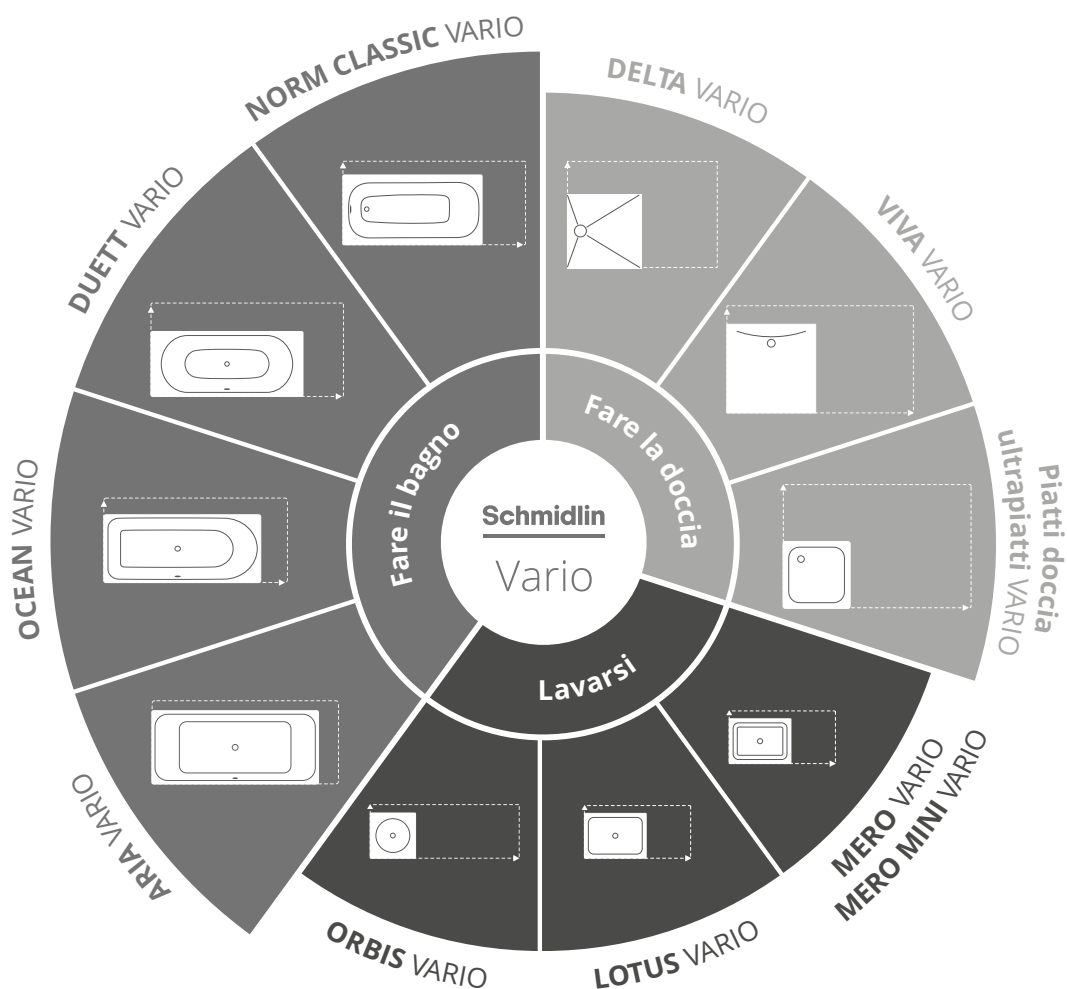 NORM CLASSIC VARIO
DELTA VARIO
VIVA VARIO
Piatti doccia
ultrapiatti VARIO
MERO VARIO
MERO MINI VARIO
LOTUS VARIO
ORBIS VARIO
ARIA VARIO
OCEAN VARIO
DUETT VARIO
Fare il bagno
Fare la doccia
Lavarsi
Schmidlin
Vario